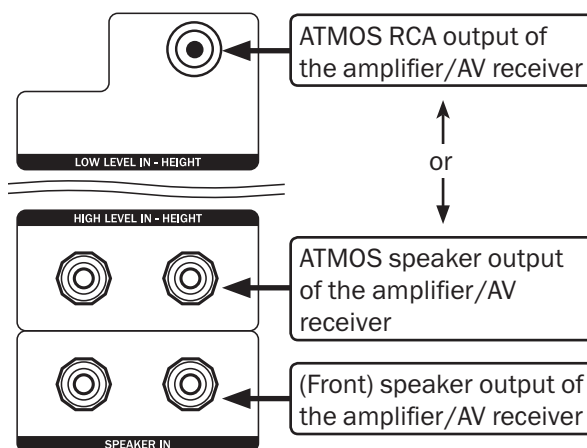 ATMOS RCA output of
the amplifier/AV receiver
LOW LEVEL IN - HEIGHT
or
HIGH LEVEL IN - HEIGHT
ATMOS speaker output
of the amplifier/AV
receiver
(Front) speaker output of
the amplifier/AV receiver
SPEAKER IN